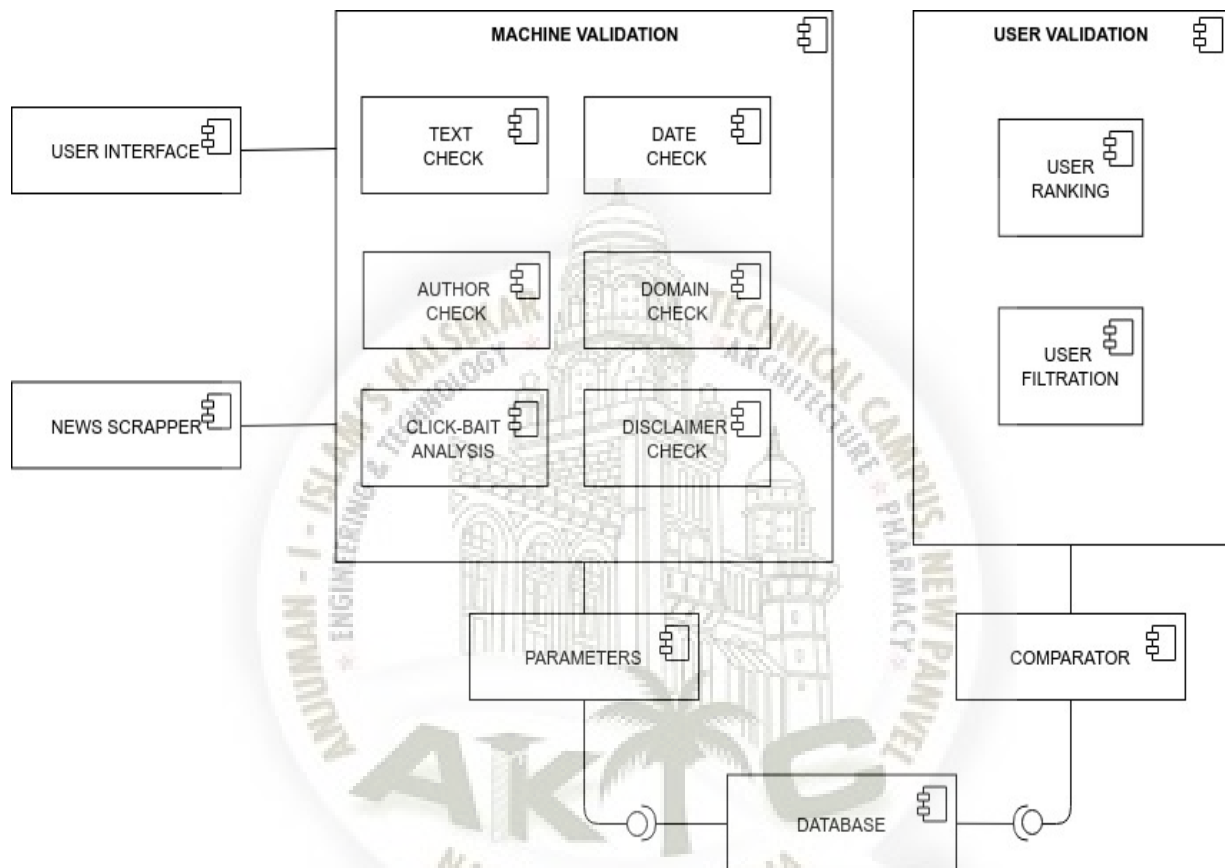 MACHINE VALIDATION
USER VALIDATION
USER INTERFACE
TEXT
CHECK
DATE
CHECK
USER
RANKING
AUTHOR
CHECK
DOMAIN
CHECK
USER
FILTRATION
NEWS SCRAPPER
CLICK-BAIT
ANALYSIS
DISCLAIMER
CHECK
PARAMETERS
COMPARATOR
DATABASE
ANJUMAN - I - ISLAM'S KALSEKAR TECHNICAL CAMPUS, NEW PANVEL
ENGINEERING & TECHNOLOGY * ARCHITECTURE * PHARMACY *
AKTC